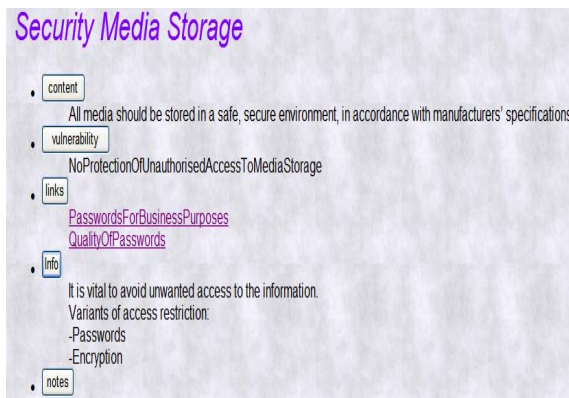 Security Media Storage
content
All media should be stored in a safe, secure environment, in accordance with manufacturers' specifications
vulnerability
NoProtectionOfUnauthorisedAccessToMediaStorage
links
PasswordsForBusinessPurposes
QualityOfPasswords
Info
It is vital to avoid unwanted access to the information.
Variants of access restriction:
-Passwords
-Encryption
notes